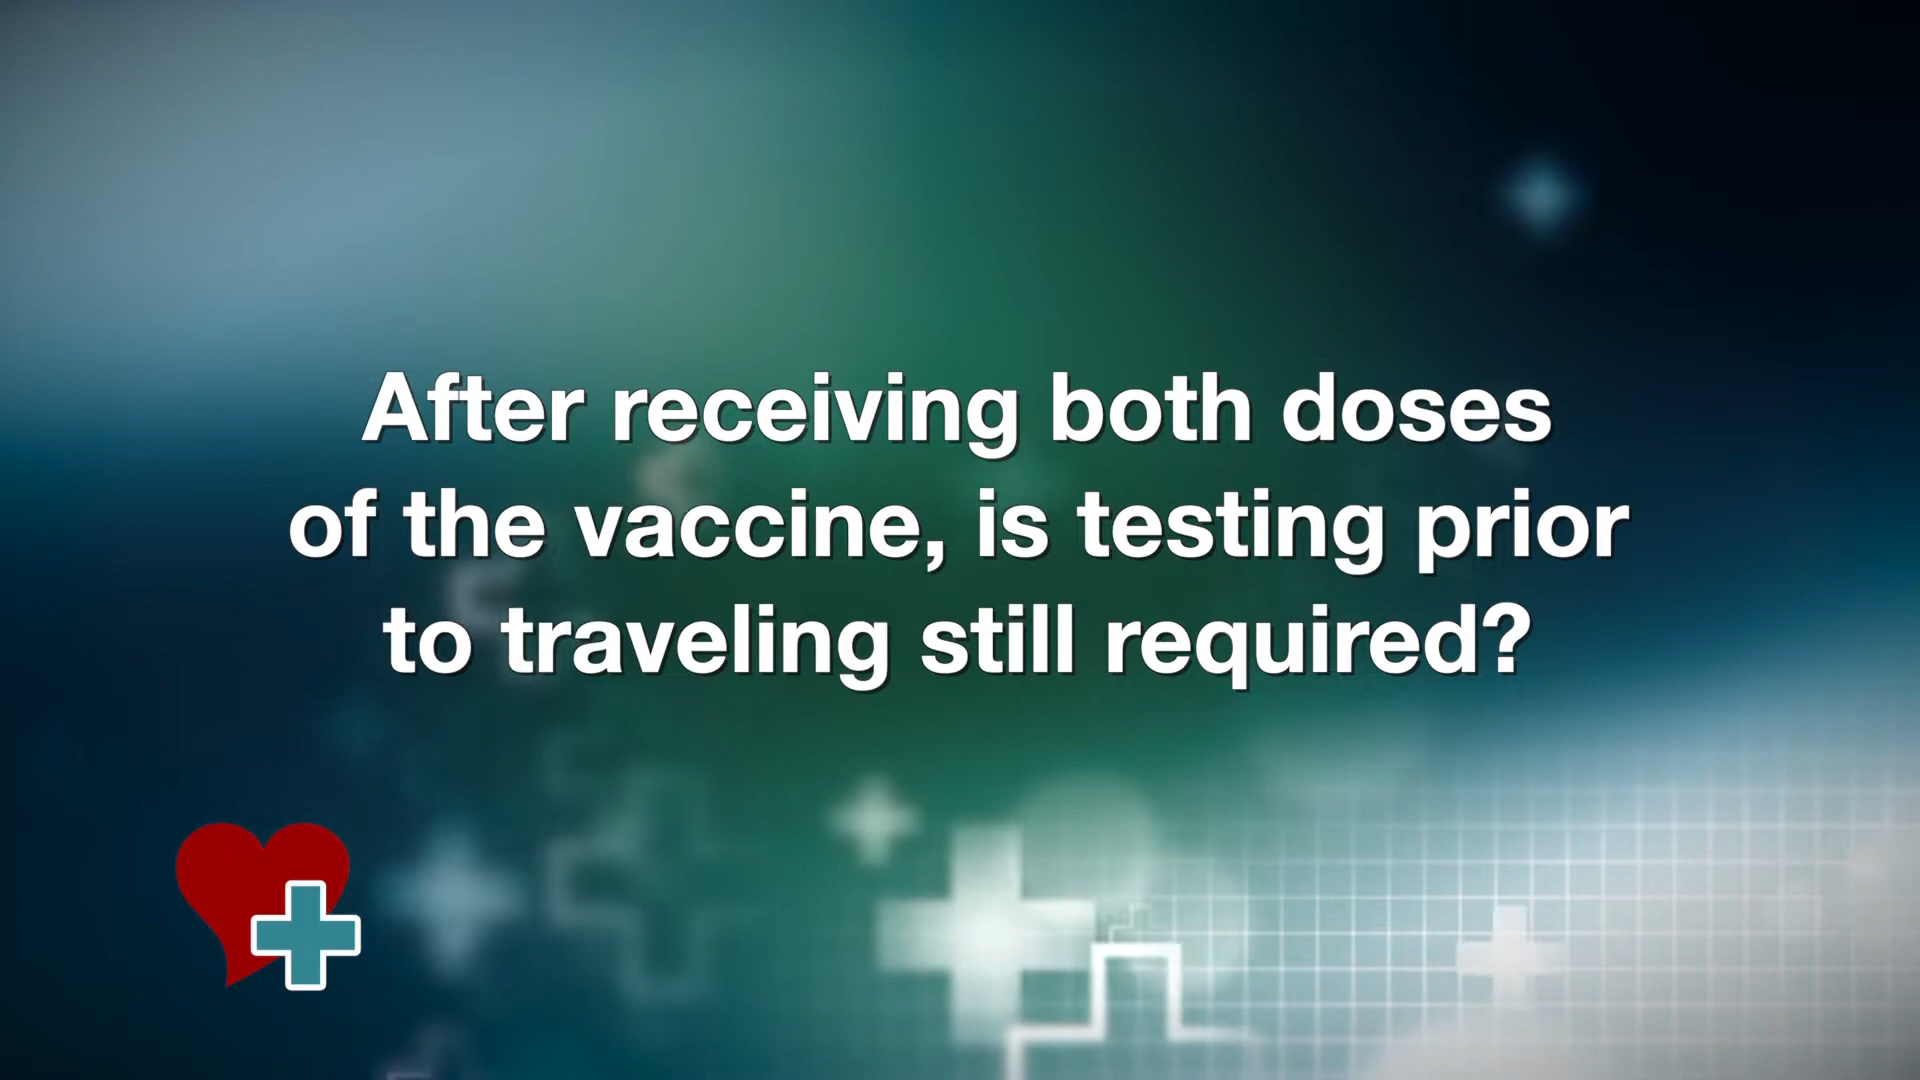 After receiving both doses
of the vaccine, is testing prior
to traveling still required?